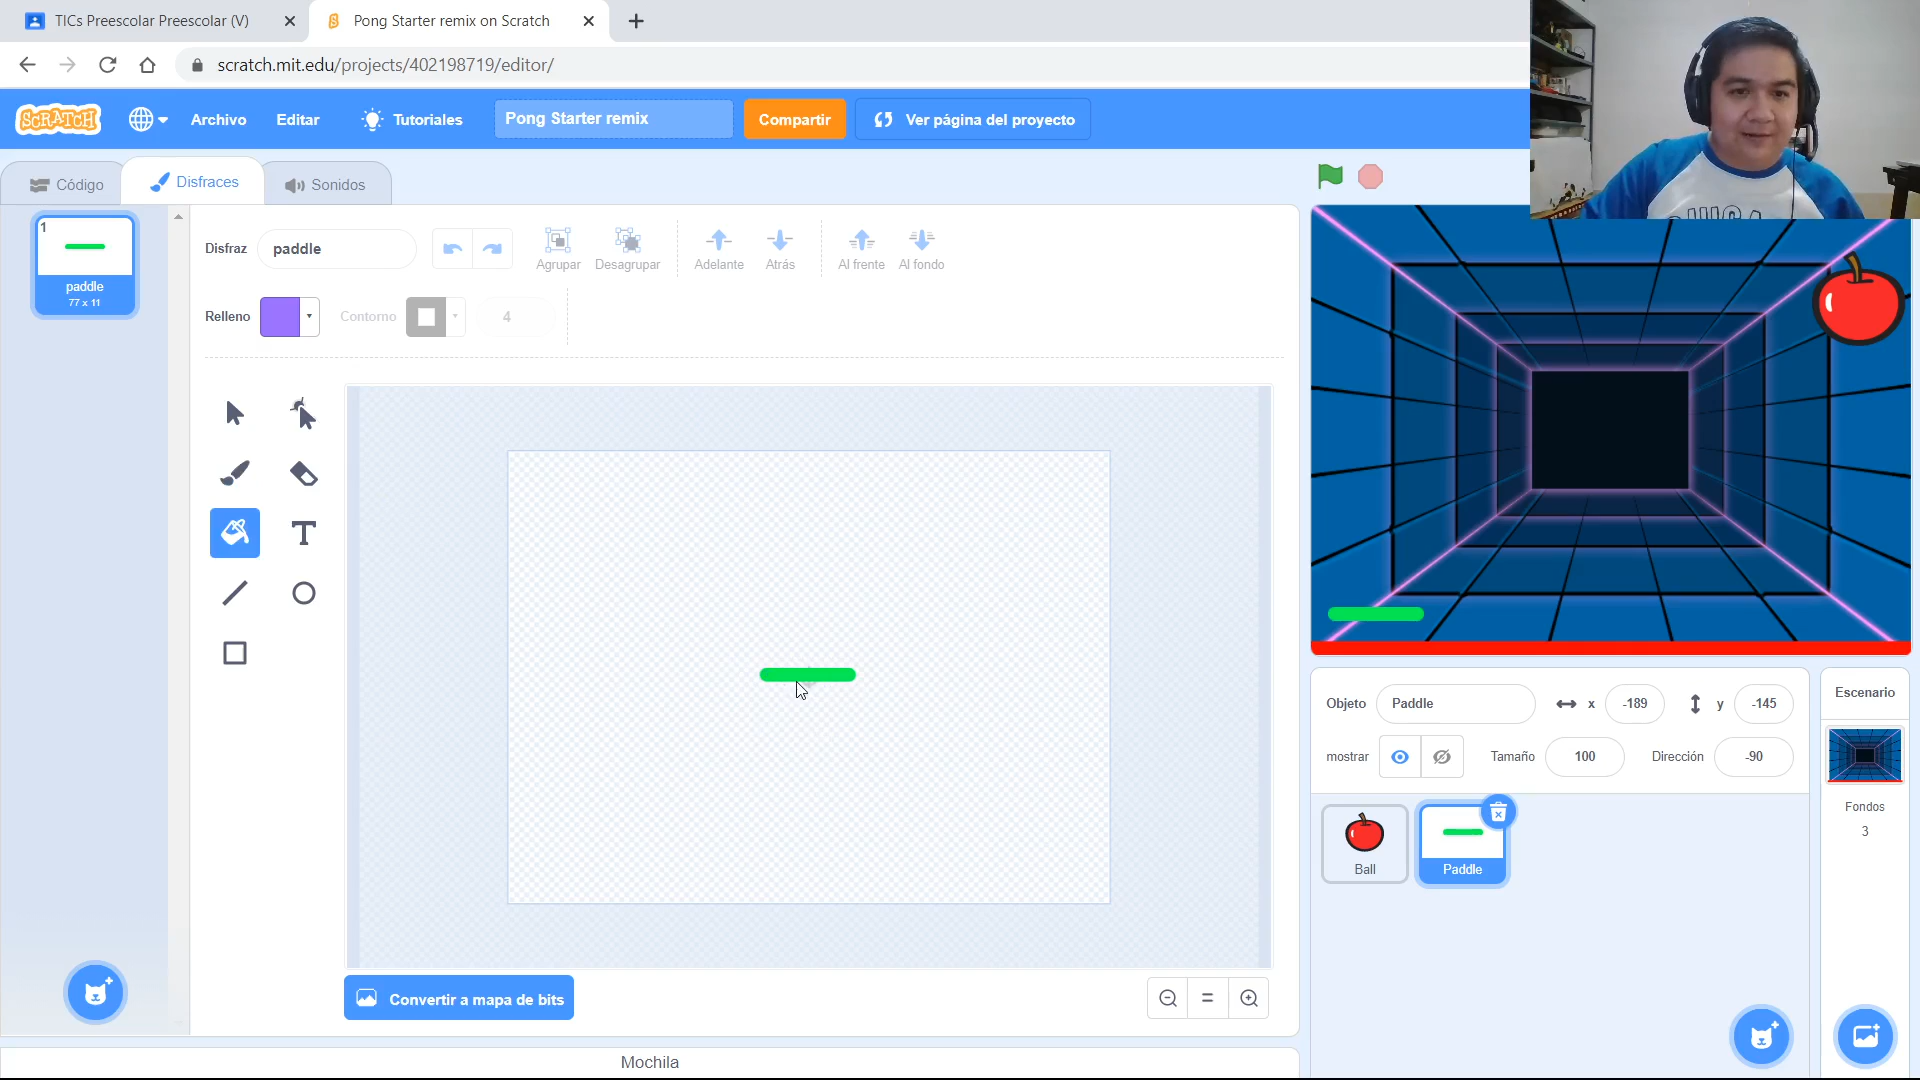 TICs Preescolar Preescolar (V)
Pong Starter remix on Scratch
scratch.mit.edu/projects/402198719/editor/
SCRATCH
Archivo
Editar
Tutoriales
Pong Starter remix
Compartir
Ver página del proyecto
Código
Disfraces
Sonidos
1
paddle
77 x 11
Disfraz
paddle
Agrupar
Desagrupar
Adelante
Atrás
Al frente
Al fondo
Relleno
Contorno
4
T
Convertir a mapa de bits
Mochila
Objeto
Paddle
x
-189
y
-145
mostrar
Tamaño
100
Dirección
-90
Ball
Paddle
Escenario
Fondos
3